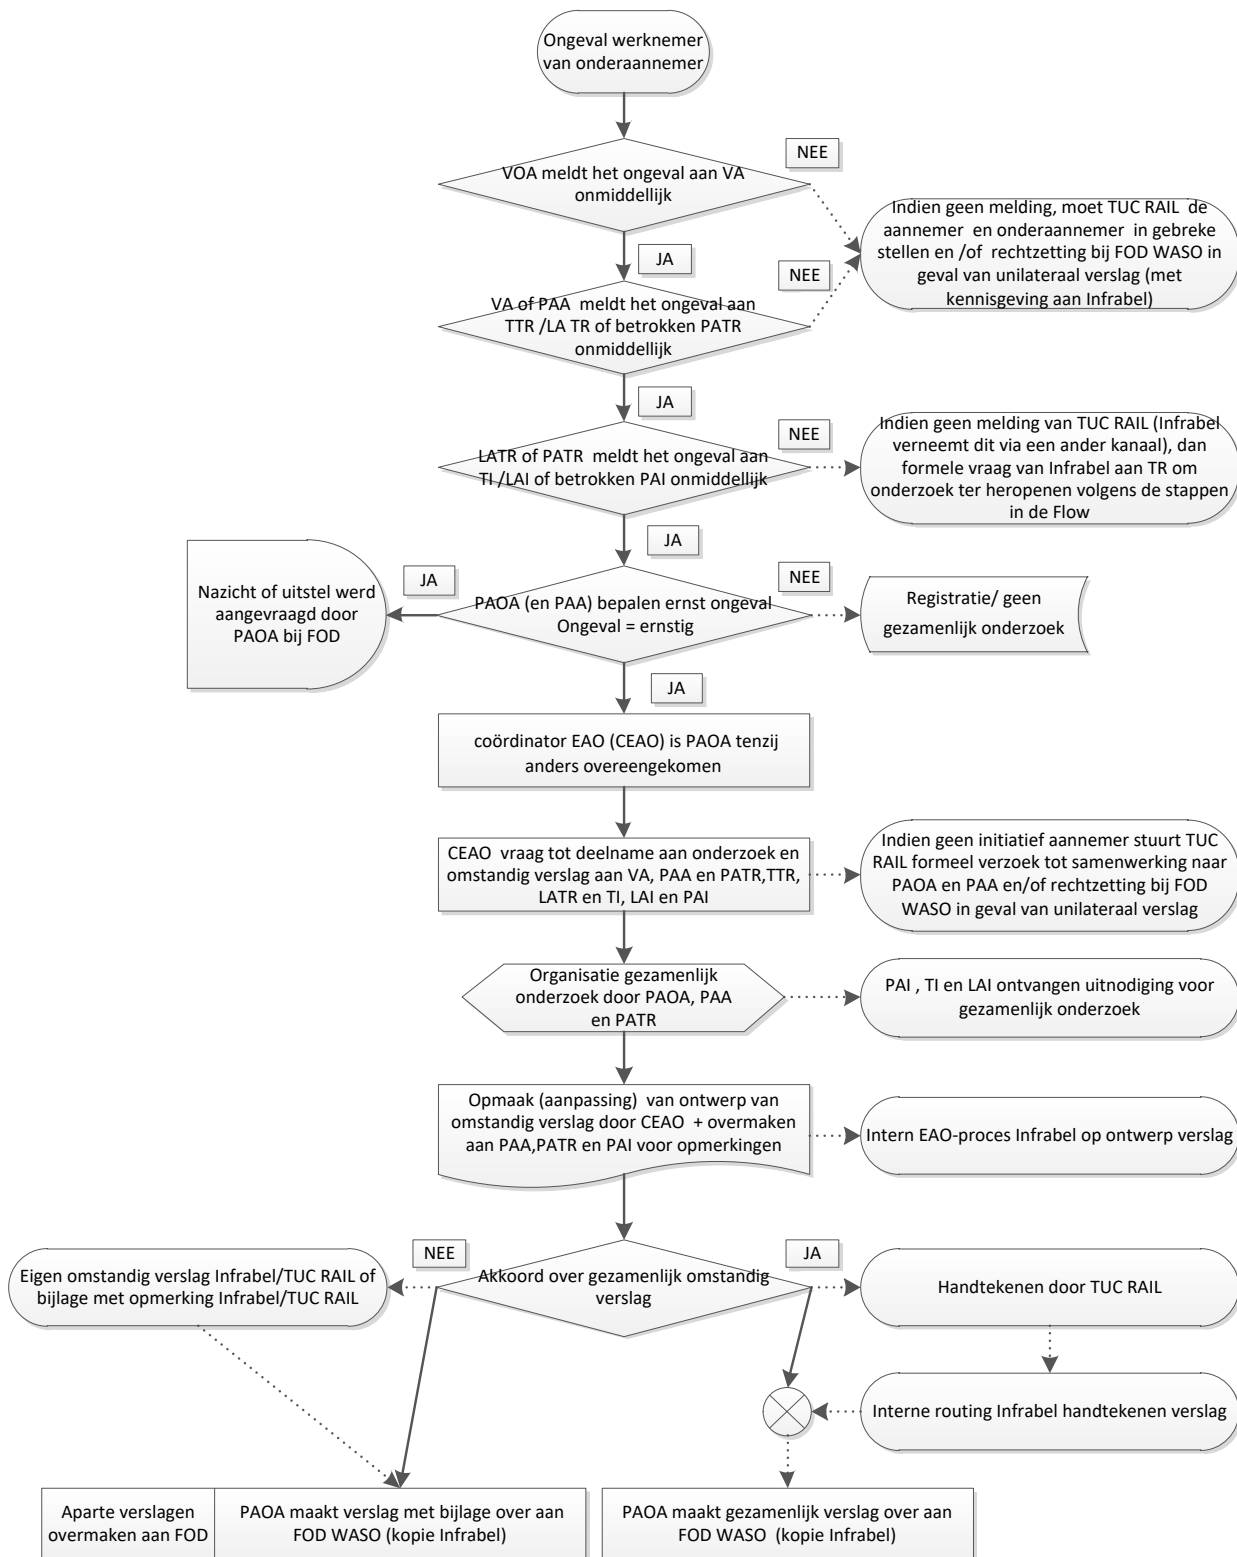 Ongeval werknemer
van onderaannemer
NEE
VOA meldt het ongeval aan VA
onmiddellijk
Indien geen melding, moet TUC RAIL de
aannemer en onderaannemer in gebreke
stellen en /of rechtzetting bij FOD WASO in
geval van unilateraal verslag (met
kennisgeving aan Infrabel)
JA
NEE
VA of PAA meldt het ongeval aan
TTR /LA TR of betrokken PATR
onmiddellijk
JA
NEE
LATR of PATR meldt het ongeval aan
TI /LAI of betrokken PAI onmiddellijk
Indien geen melding van TUC RAIL (Infrabel
verneemt dit via een ander kanaal), dan
formele vraag van Infrabel aan TR om
onderzoek ter heropenen volgens de stappen
in de Flow
JA
JA
NEE
Nazicht of uitstel werd
aangevraagd door
PAOA bij FOD
PAOA (en PAA) bepalen ernst ongeval
Ongeval = ernstig
Registratie/ geen
gezamenlijk onderzoek
JA
coördinator EAO (CEAO) is PAOA tenzij
anders overeengekomen
CEAO vraag tot deelname aan onderzoek en
omstandig verslag aan VA, PAA en PATR,TTR,
LATR en TI, LAI en PAI
Indien geen initiatief aannemer stuurt TUC
RAIL formeel verzoek tot samenwerking naar
PAOA en PAA en/of rechtzetting bij FOD
WASO in geval van unilateraal verslag
Organisatie gezamenlijk
onderzoek door PAOA, PAA
en PATR
PAI , TI en LAI ontvangen uitnodiging voor
gezamenlijk onderzoek
Opmaak (aanpassing) van ontwerp van
omstandig verslag door CEAO + overmaken
aan PAA,PATR en PAI voor opmerkingen
Intern EAO-proces Infrabel op ontwerp verslag
NEE
JA
Eigen omstandig verslag Infrabel/TUC RAIL of
bijlage met opmerking Infrabel/TUC RAIL
Akkoord over gezamenlijk omstandig
verslag
Handtekenen door TUC RAIL
Interne routing Infrabel handtekenen verslag
Aparte verslagen
overmaken aan FOD
PAOA maakt verslag met bijlage over aan
FOD WASO (kopie Infrabel)
PAOA maakt gezamenlijk verslag over aan
FOD WASO (kopie Infrabel)